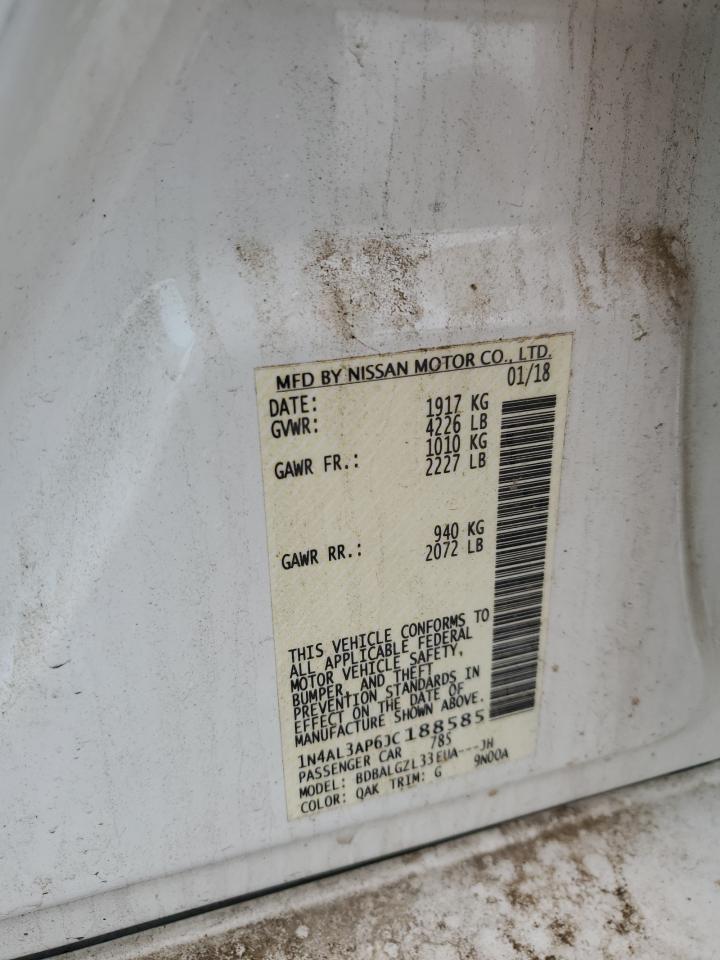 MFD BY NISSAN MOTOR CO., LTD.
DATE: 01/18
GVWR: 1917 KG
4226 LB
GAWR FR.: 1010 KG
2227 LB
GAWR RR.: 940 KG
2072 LB
THIS VEHICLE CONFORMS TO
ALL APPLICABLE FEDERAL
MOTOR VEHICLE SAFETY,
BUMPER, AND THEFT
PREVENTION STANDARDS IN
EFFECT ON THE DATE OF
MANUFACTURE SHOWN ABOVE.
1N4AL3AP6JC188585
PASSENGER CAR 785
MODEL: BDBALGZL33EUA---JH
COLOR: QAK TRIM: G 9N00A